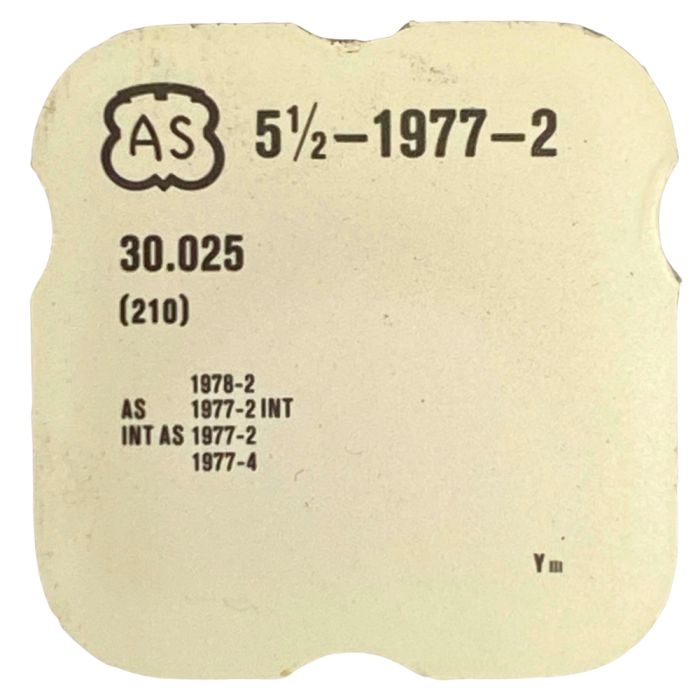 AS 5½-1977-2
30.025
(210)
1978-2
AS 1977-2 INT
INT AS 1977-2
1977-4
Ym